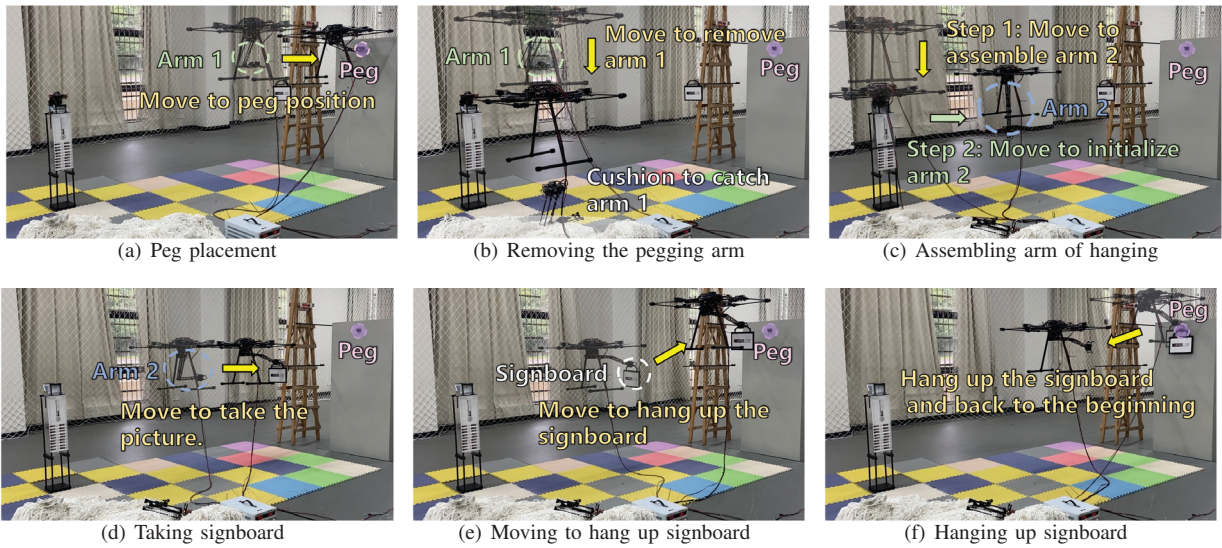 Arm 1
Peg
Move to peg position
(a) Peg placement
Arm 1
Move to remove
arm 1
Peg
Cushion to catch
arm 1
(b) Removing the pegging arm
Step 1: Move to
assemble arm 2
Peg
Arm 2
Step 2: Move to initialize
arm 2
(c) Assembling arm of hanging
Peg
Arm 2
Move to take the
picture.
(d) Taking signboard
Peg
Signboard
Move to hang up the
signboard
(e) Moving to hang up signboard
Peg
Hang up the signboard
and back to the beginning
(f) Hanging up signboard